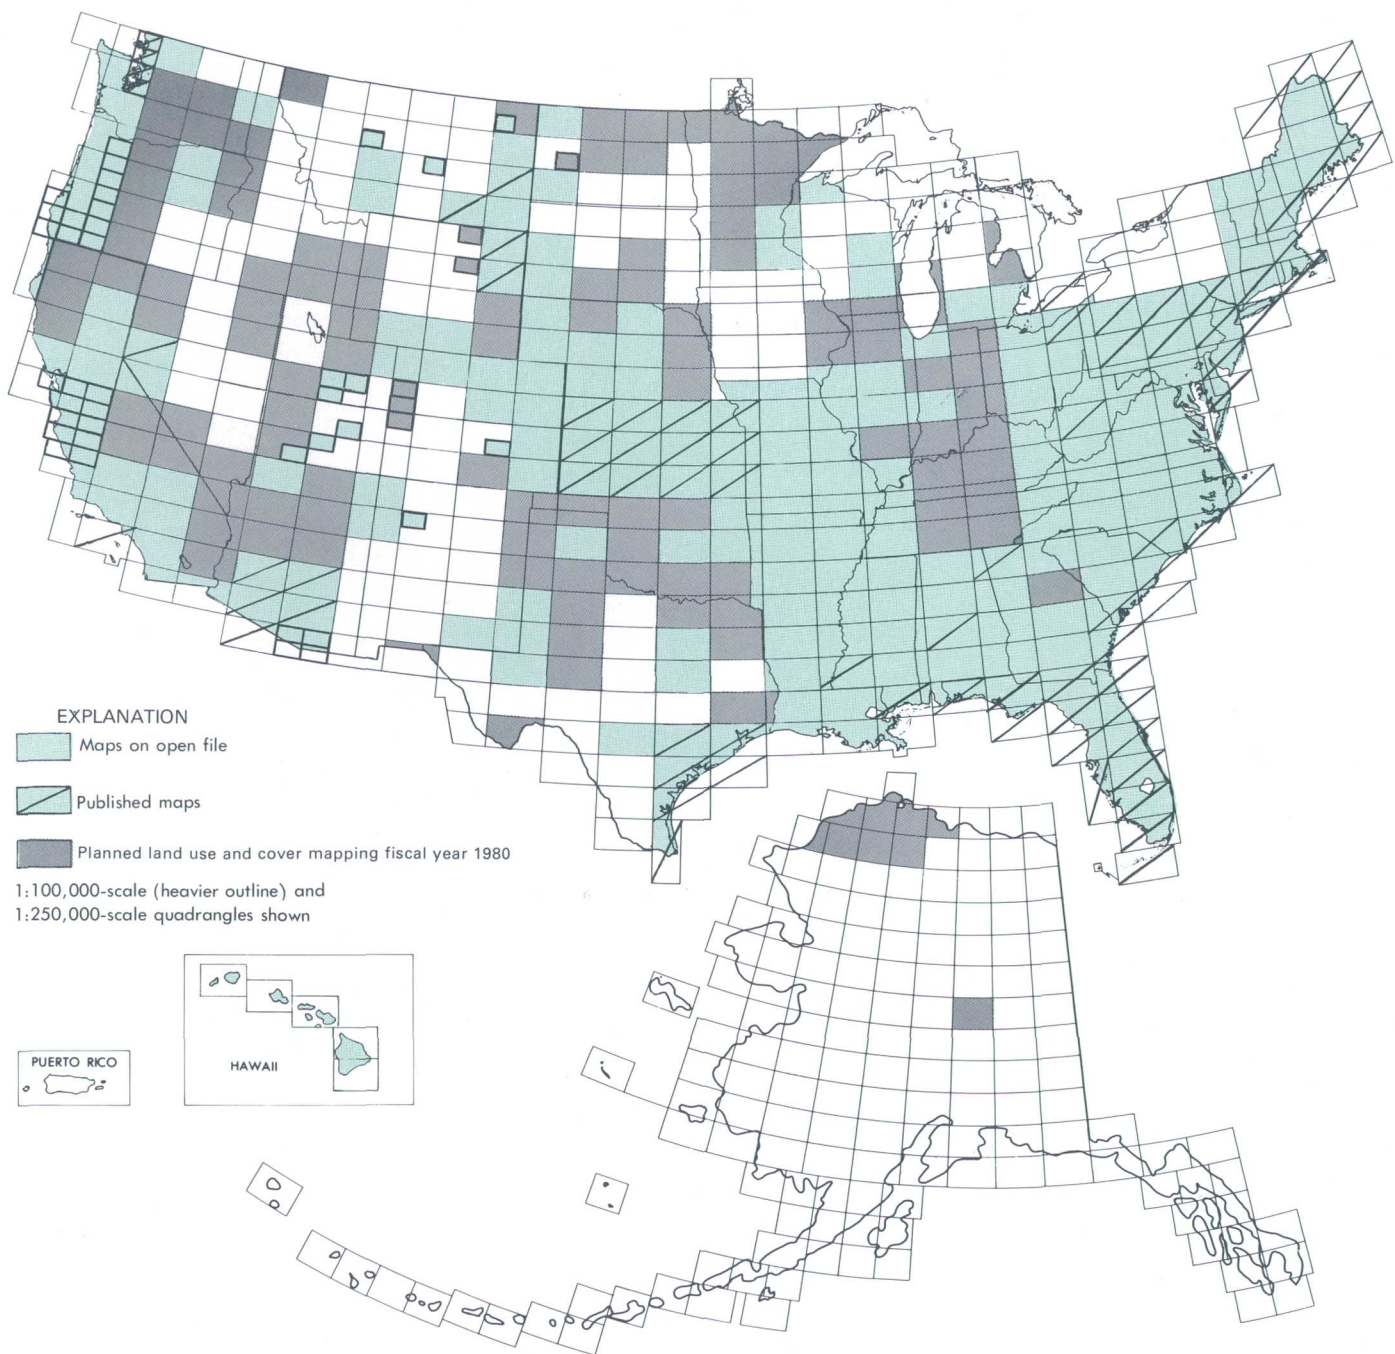 EXPLANATION
Maps on open file
Published maps
Planned land use and cover mapping fiscal year 1980
1:100,000-scale (heavier outline) and
1:250,000-scale quadrangles shown
PUERTO RICO
HAWAII